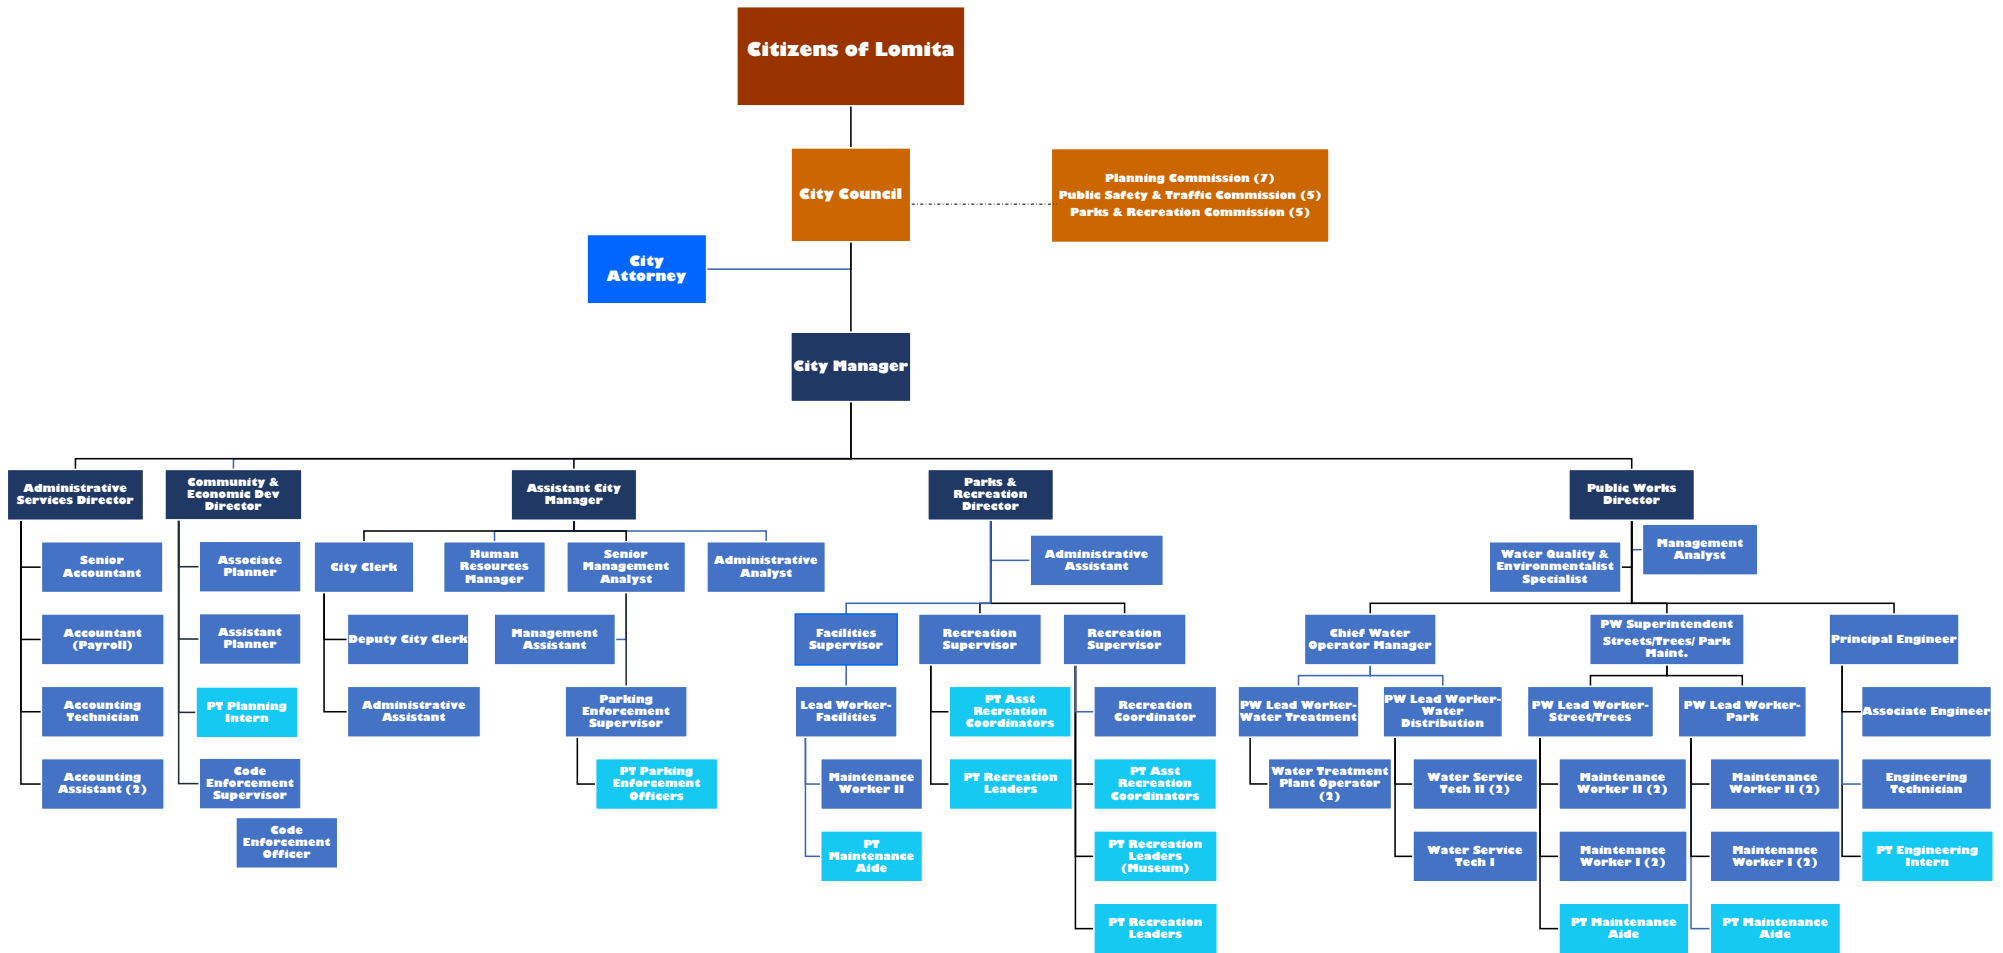 Citizens of Lomita
City Council
Planning Commission (7)
Public Safety & Traffic Commission (5)
Parks & Recreation Commission (5)
City
Attorney
City Manager
Administrative
Services Director
Community &
Economic Dev
Director
Assistant City
Manager
Parks &
Recreation
Director
Public Works
Director
Senior
Accountant
Accountant
(Payroll)
Accounting
Technician
Accounting
Assistant (2)
Associate
Planner
Assistant
Planner
PT Planning
Intern
Code
Enforcement
Supervisor
Code
Enforcement
Officer
City Clerk
Human
Resources
Manager
Senior
Management
Analyst
Administrative
Analyst
Deputy City Clerk
Administrative
Assistant
Management
Assistant
Parking
Enforcement
Supervisor
PT Parking
Enforcement
Officers
Administrative
Assistant
Facilities
Supervisor
Recreation
Supervisor
Recreation
Supervisor
Lead Worker-
Facilities
Maintenance
Worker II
PT
Maintenance
Aide
PT Asst
Recreation
Coordinators
PT Recreation
Leaders
Recreation
Coordinator
PT Asst
Recreation
Coordinators
PT Recreation
Leaders
(Museum)
PT Recreation
Leaders
Water Quality &
Environmentalist
Specialist
Management
Analyst
Chief Water
Operator Manager
PW Superintendent
Streets/Trees/ Park
Maint.
Principal Engineer
PW Lead Worker-
Water Treatment
PW Lead Worker-
Water
Distribution
PW Lead Worker-
Street/Trees
PW Lead Worker-
Park
Associate Engineer
Water Treatment
Plant Operator
(2)
Water Service
Tech II (2)
Maintenance
Worker II (2)
Maintenance
Worker II (2)
Engineering
Technician
Water Service
Tech I
Maintenance
Worker I (2)
Maintenance
Worker I (2)
PT Engineering
Intern
PT Maintenance
Aide
PT Maintenance
Aide